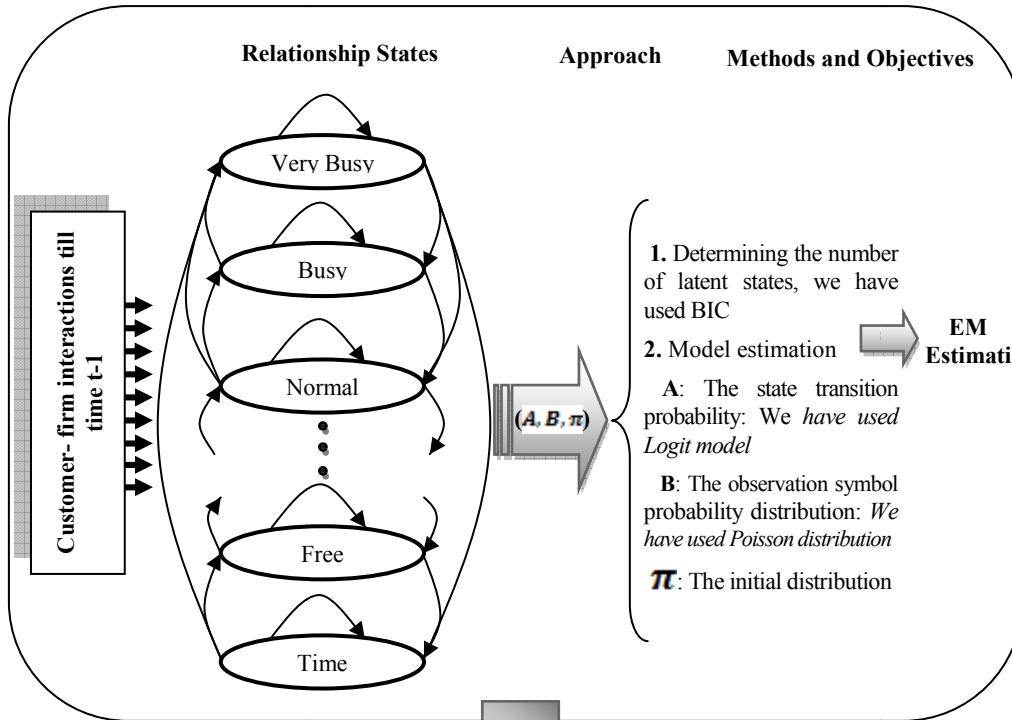 Relationship States
Approach
Methods and Objectives
Customer- firm interactions till
time t-1
Very Busy
Busy
Normal
Free
Time
(A, B, π)
1. Determining the number
of latent states, we have
used BIC
2. Model estimation
A: The state transition
probability: We have used
Logit model
B: The observation symbol
probability distribution: We
have used Poisson distribution
π: The initial distribution
EM
Estimati